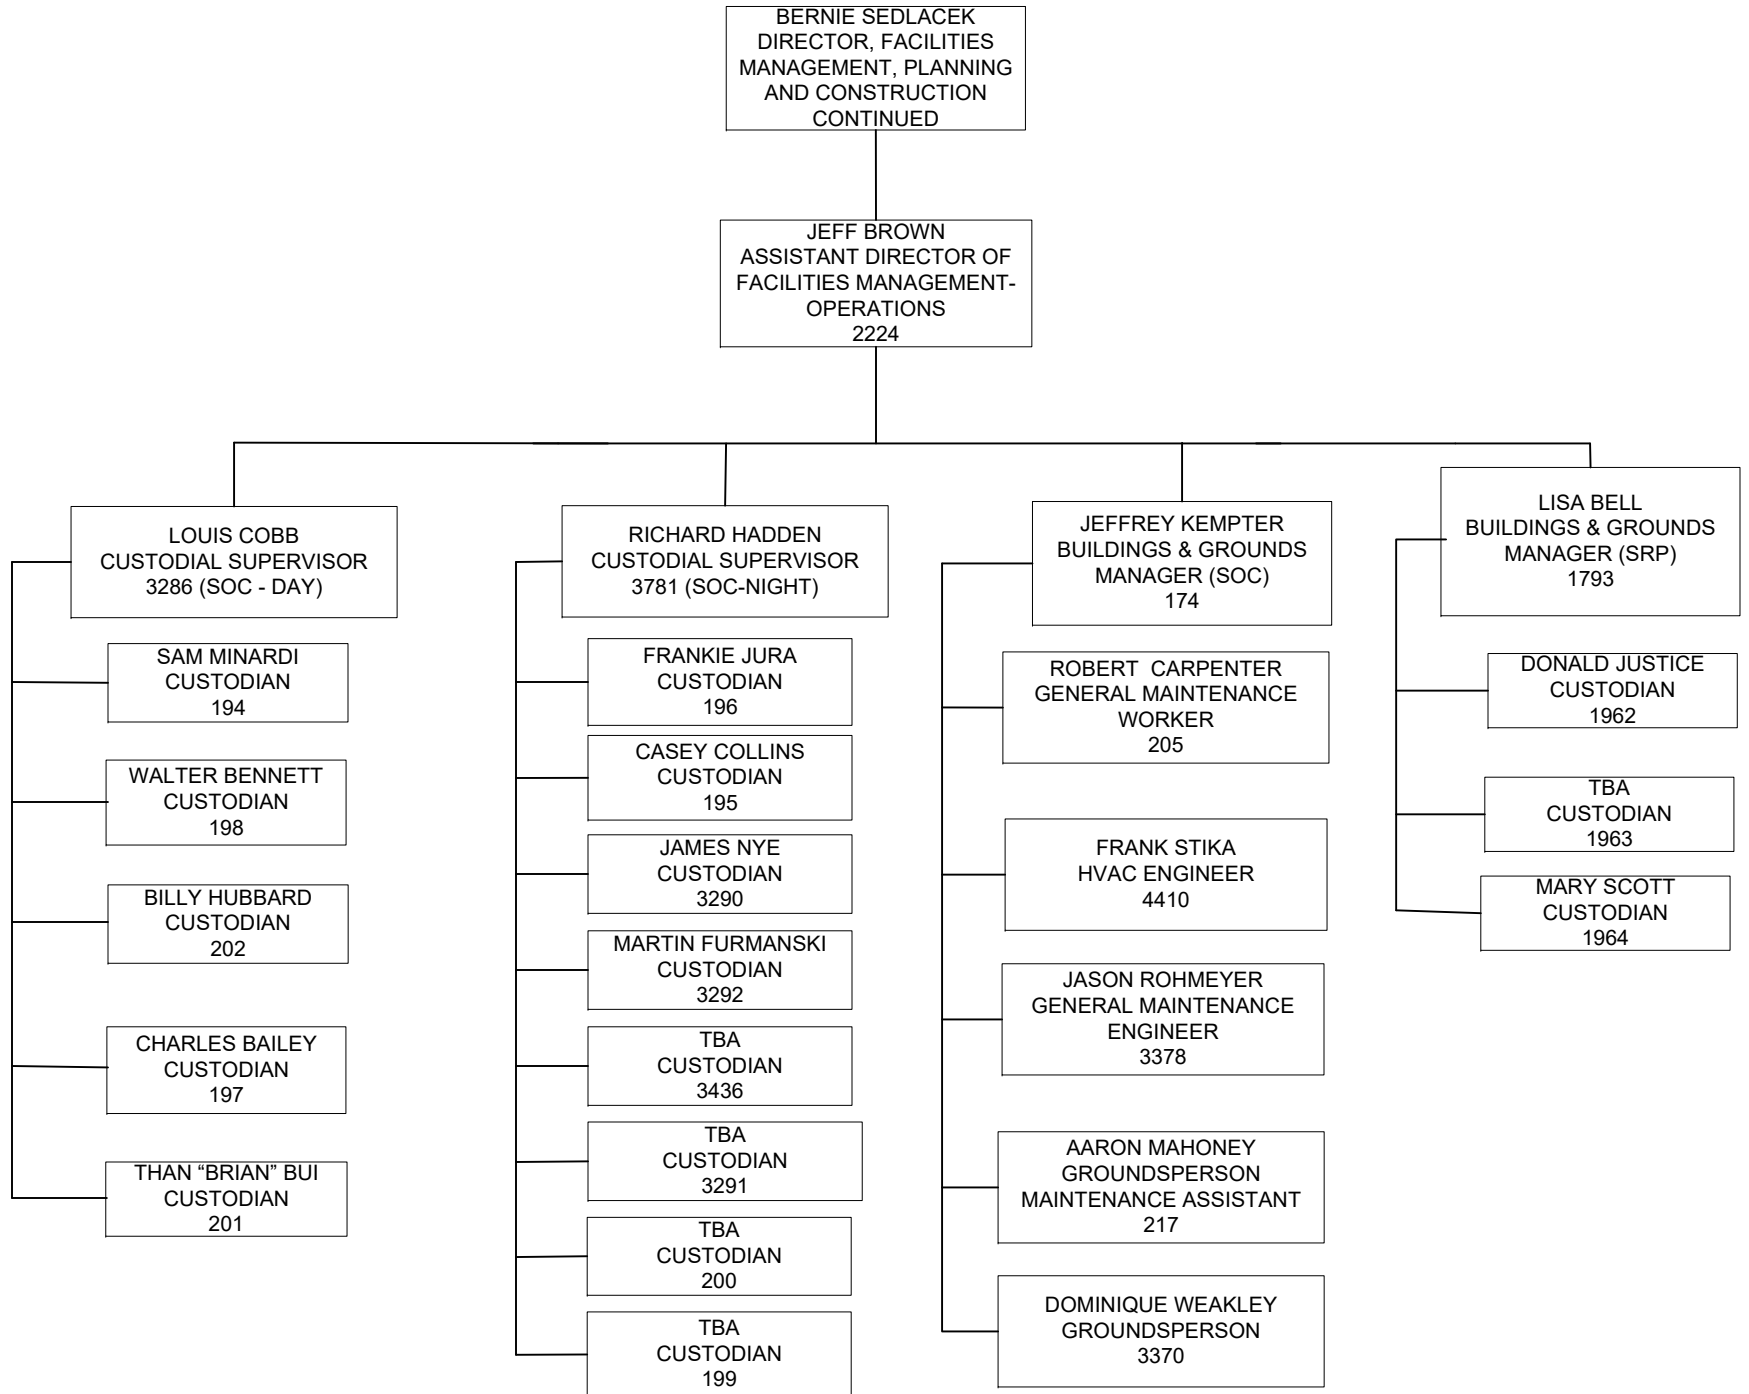 BERNIE SEDLACEK
DIRECTOR, FACILITIES
MANAGEMENT, PLANNING
AND CONSTRUCTION
CONTINUED
JEFF BROWN
ASSISTANT DIRECTOR OF
FACILITIES MANAGEMENT-
OPERATIONS
2224
LOUIS COBB
CUSTODIAL SUPERVISOR
3286 (SOC - DAY)
SAM MINARDI
CUSTODIAN
194
WALTER BENNETT
CUSTODIAN
198
BILLY HUBBARD
CUSTODIAN
202
CHARLES BAILEY
CUSTODIAN
197
THAN “BRIAN” BUI
CUSTODIAN
201
RICHARD HADDEN
CUSTODIAL SUPERVISOR
3781 (SOC-NIGHT)
FRANKIE JURA
CUSTODIAN
196
CASEY COLLINS
CUSTODIAN
195
JAMES NYE
CUSTODIAN
3290
MARTIN FURMANSKI
CUSTODIAN
3292
TBA
CUSTODIAN
3436
TBA
CUSTODIAN
3291
TBA
CUSTODIAN
200
TBA
CUSTODIAN
199
JEFFREY KEMPTER
BUILDINGS & GROUNDS
MANAGER (SOC)
174
ROBERT  CARPENTER
GENERAL MAINTENANCE
WORKER
205
FRANK STIKA
HVAC ENGINEER
4410
JASON ROHMEYER
GENERAL MAINTENANCE
ENGINEER
3378
AARON MAHONEY
GROUNDSPERSON
MAINTENANCE ASSISTANT
217
DOMINIQUE WEAKLEY
GROUNDSPERSON
3370
LISA BELL
BUILDINGS & GROUNDS
MANAGER (SRP)
1793
DONALD JUSTICE
CUSTODIAN
1962
TBA
CUSTODIAN
1963
MARY SCOTT
CUSTODIAN
1964